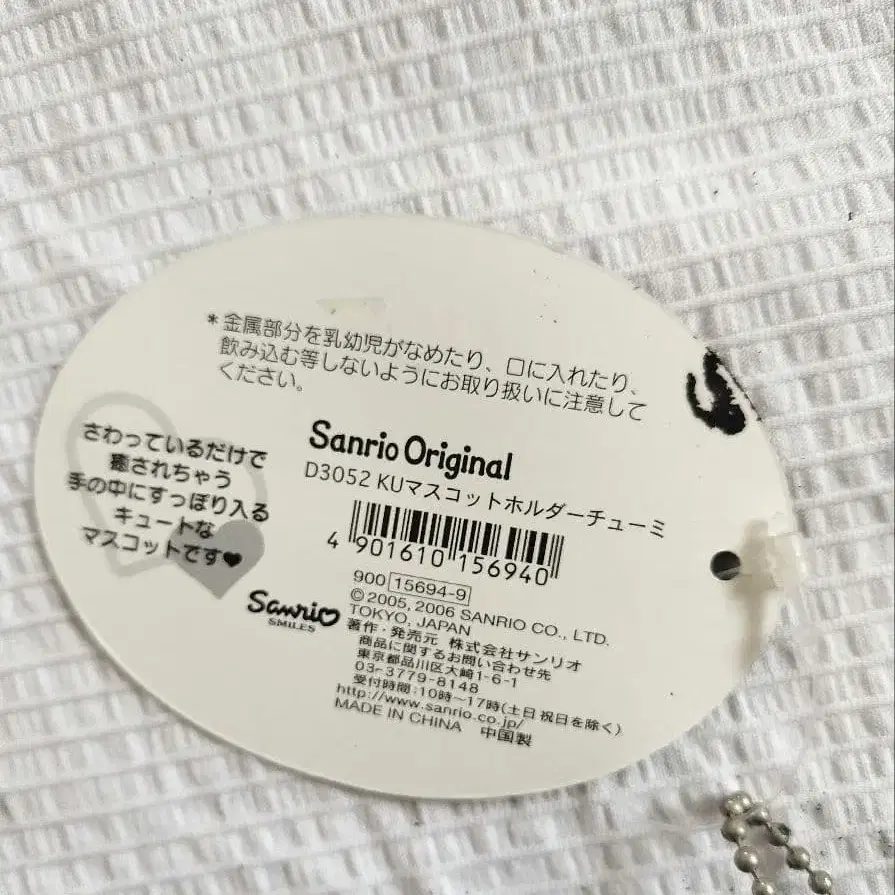 *金属部分を乳幼児がなめたり、口に入れたり、
飲み込む等しないようにお取り扱いに注意して
ください。
さわっているだけで
癒されちゃう
手の中にすっぽり入る
キュートな
マスコットです♥
Sanrio Original
D3052 KUマスコットホルダーチューミ
4 901610 156940
900 15694-9
©2005, 2006 SANRIO CO., LTD.
TOKYO, JAPAN
著作・発売元 株式会社サンリオ
商品に関するお問い合わせ先
東京都品川区大崎1-6-1
03-3779-8148
受付時間:10時~17時(土日 祝日を除く)
http://www.sanrio.co.jp/
MADE IN CHINA 中国製
Sanrio
SMILES